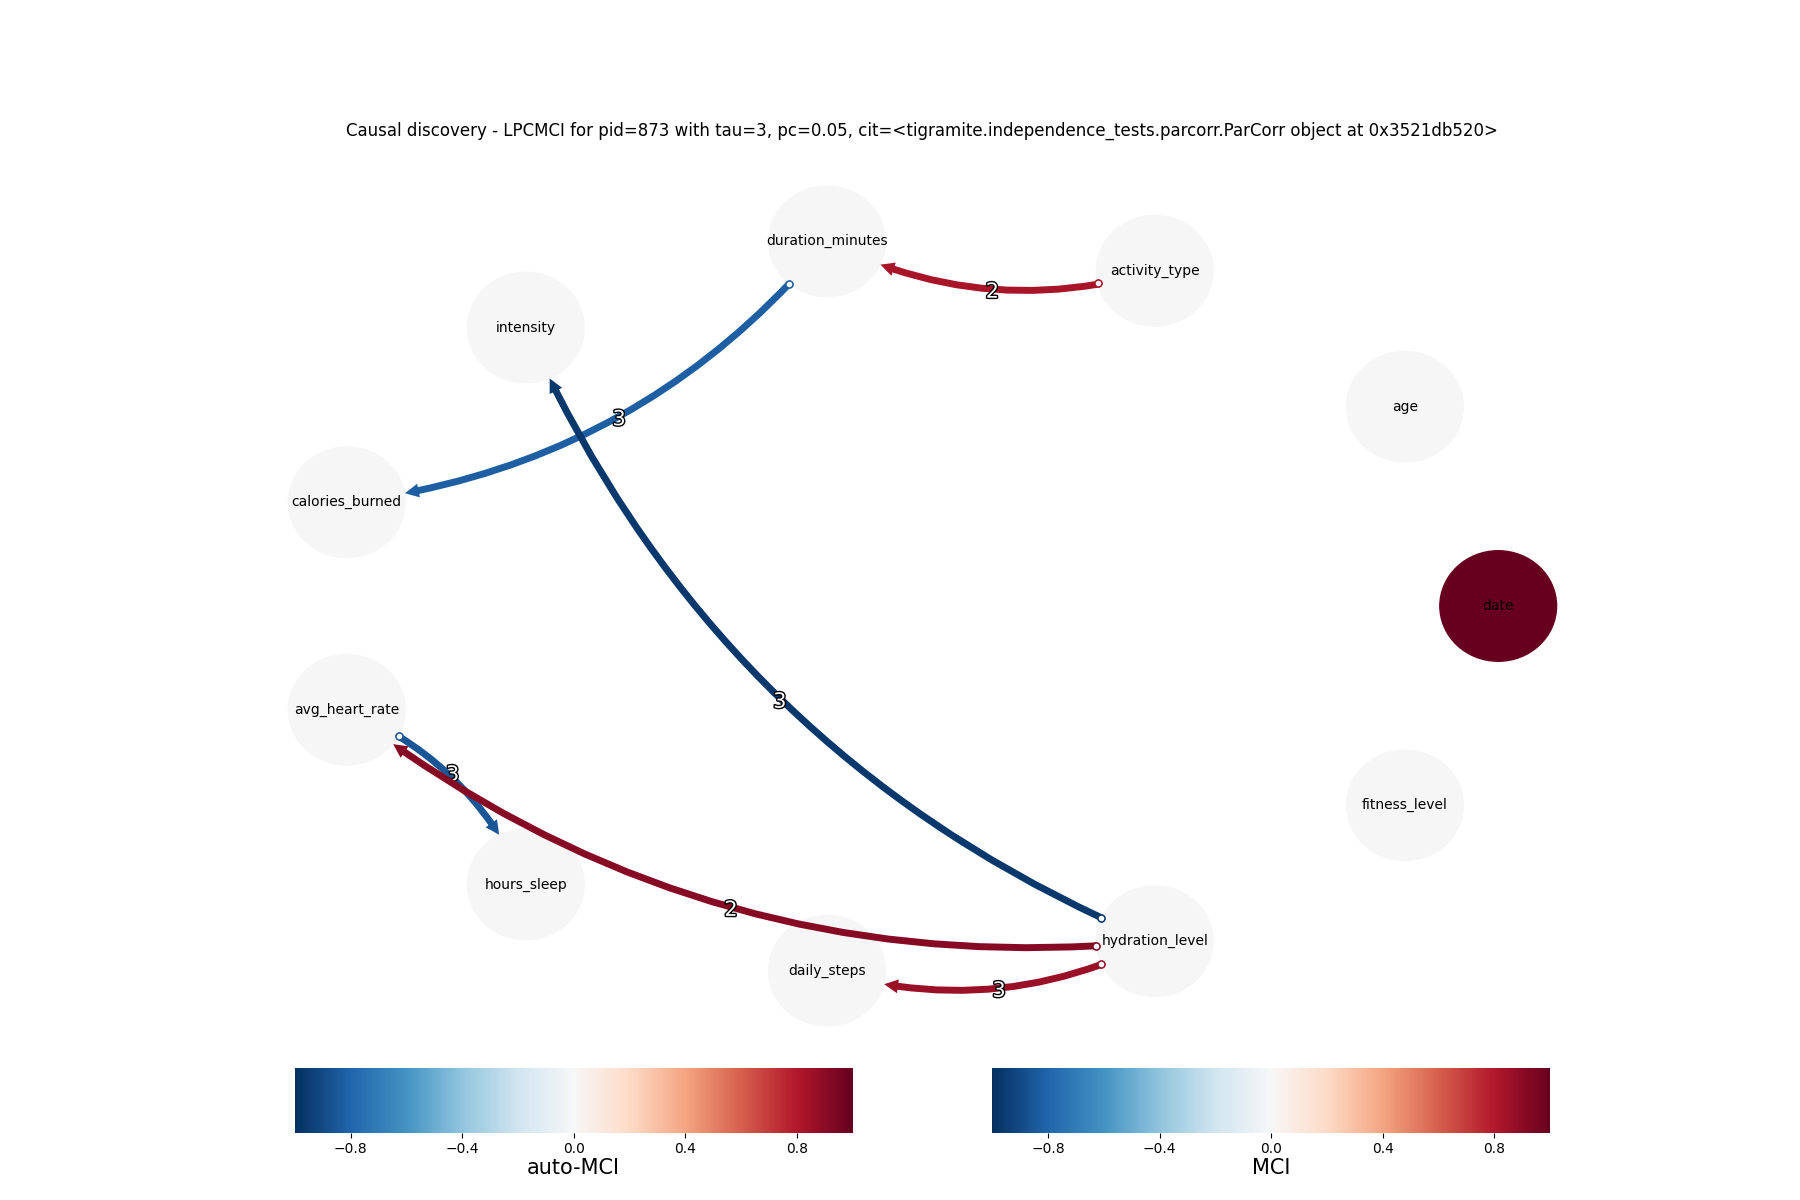 Causal discovery - LPCMCI for pid=873 with tau=3, pc=0.05, cit=<tigramite.independence_tests.parcorr.ParCorr object at 0x3521db520>
duration_minutes
activity_type
2
intensity
age
3
calories_burned
date
3
avg_heart_rate
3
fitness_level
hours_sleep
2
hydration_level
daily_steps
3
−0.8 −0.4 0.0 0.4 0.8
auto-MCI
−0.8 −0.4 0.0 0.4 0.8
MCI